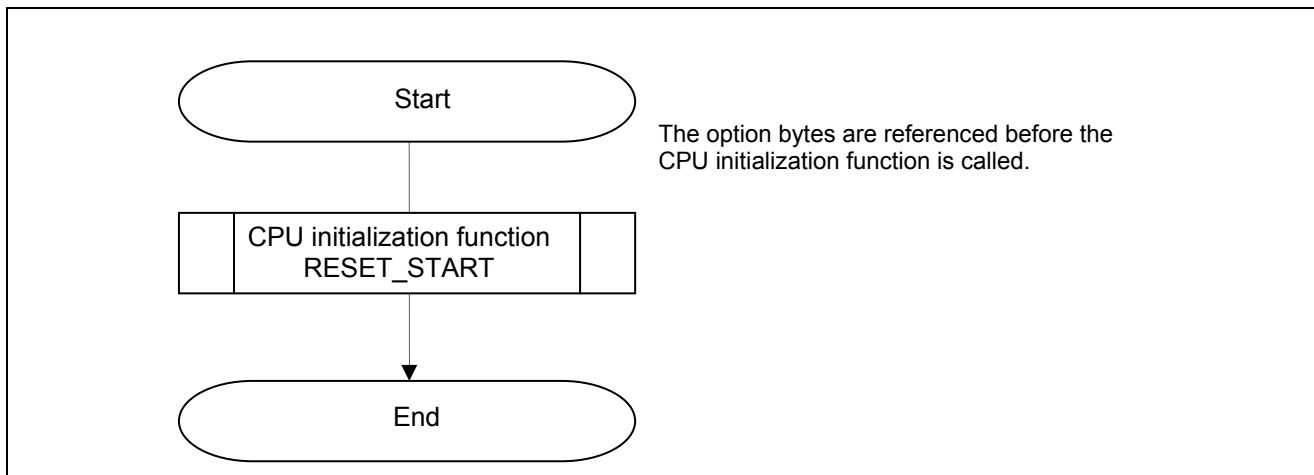 Start
The option bytes are referenced before the
CPU initialization function is called.
CPU initialization function
RESET_START
End